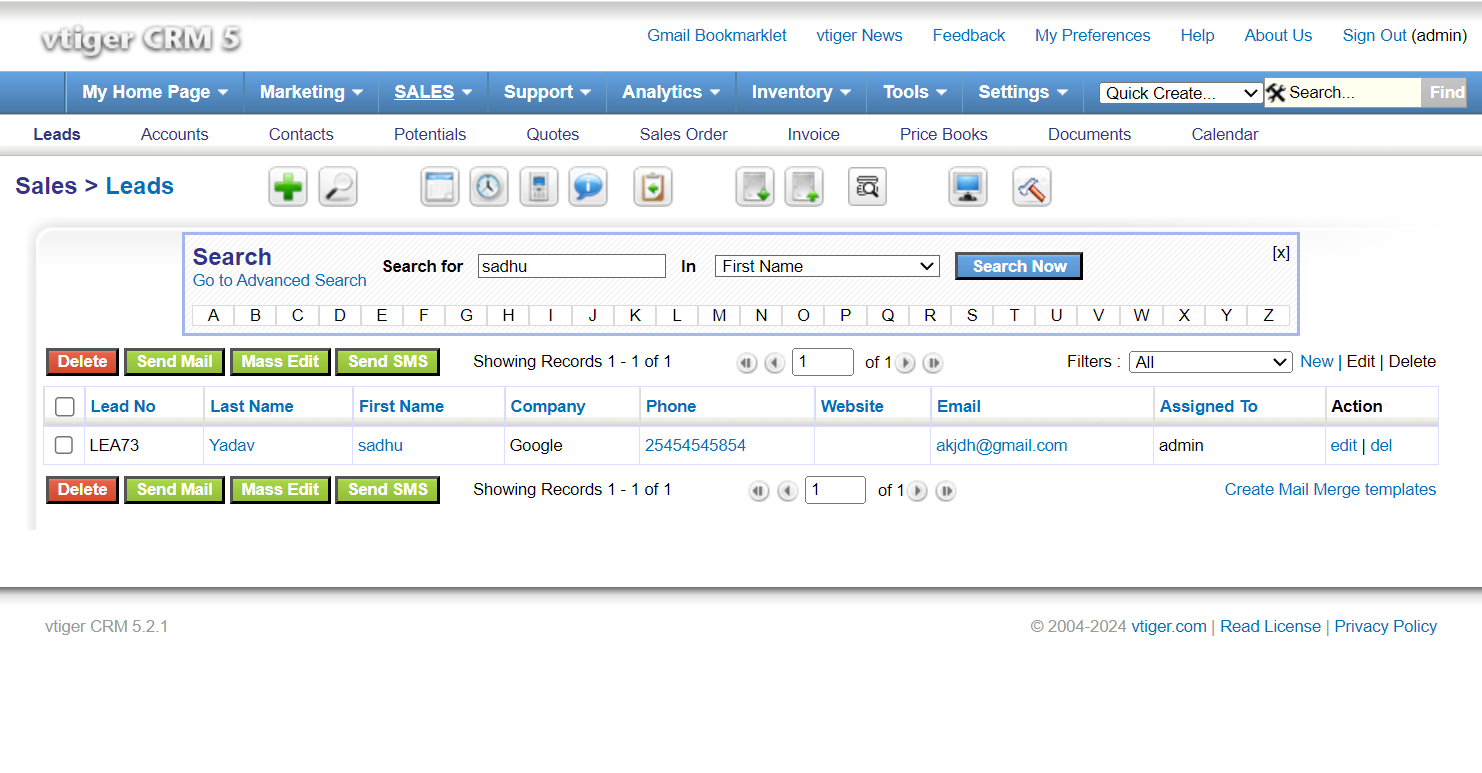 vtiger CRM 5
Gmail Bookmarklet vtiger News Feedback My Preferences Help About Us Sign Out (admin)
My Home Page Marketing SALES Support Analytics Inventory Tools Settings Quick Create... Search... Find
Leads Accounts Contacts Potentials Quotes Sales Order Invoice Price Books Documents Calendar
Sales > Leads
Search
Go to Advanced Search
Search for sadhu In First Name Search Now [x]
A B C D E F G H I J K L M N O P Q R S T U V W X Y Z
Delete Send Mail Mass Edit Send SMS Showing Records 1 - 1 of 1 1 of 1 Filters : All New | Edit | Delete
Lead No Last Name First Name Company Phone Website Email Assigned To Action
LEA73 Yadav sadhu Google 25454545854 akjdh@gmail.com admin edit | del
Delete Send Mail Mass Edit Send SMS Showing Records 1 - 1 of 1 1 of 1 Create Mail Merge templates
vtiger CRM 5.2.1 © 2004-2024 vtiger.com | Read License | Privacy Policy